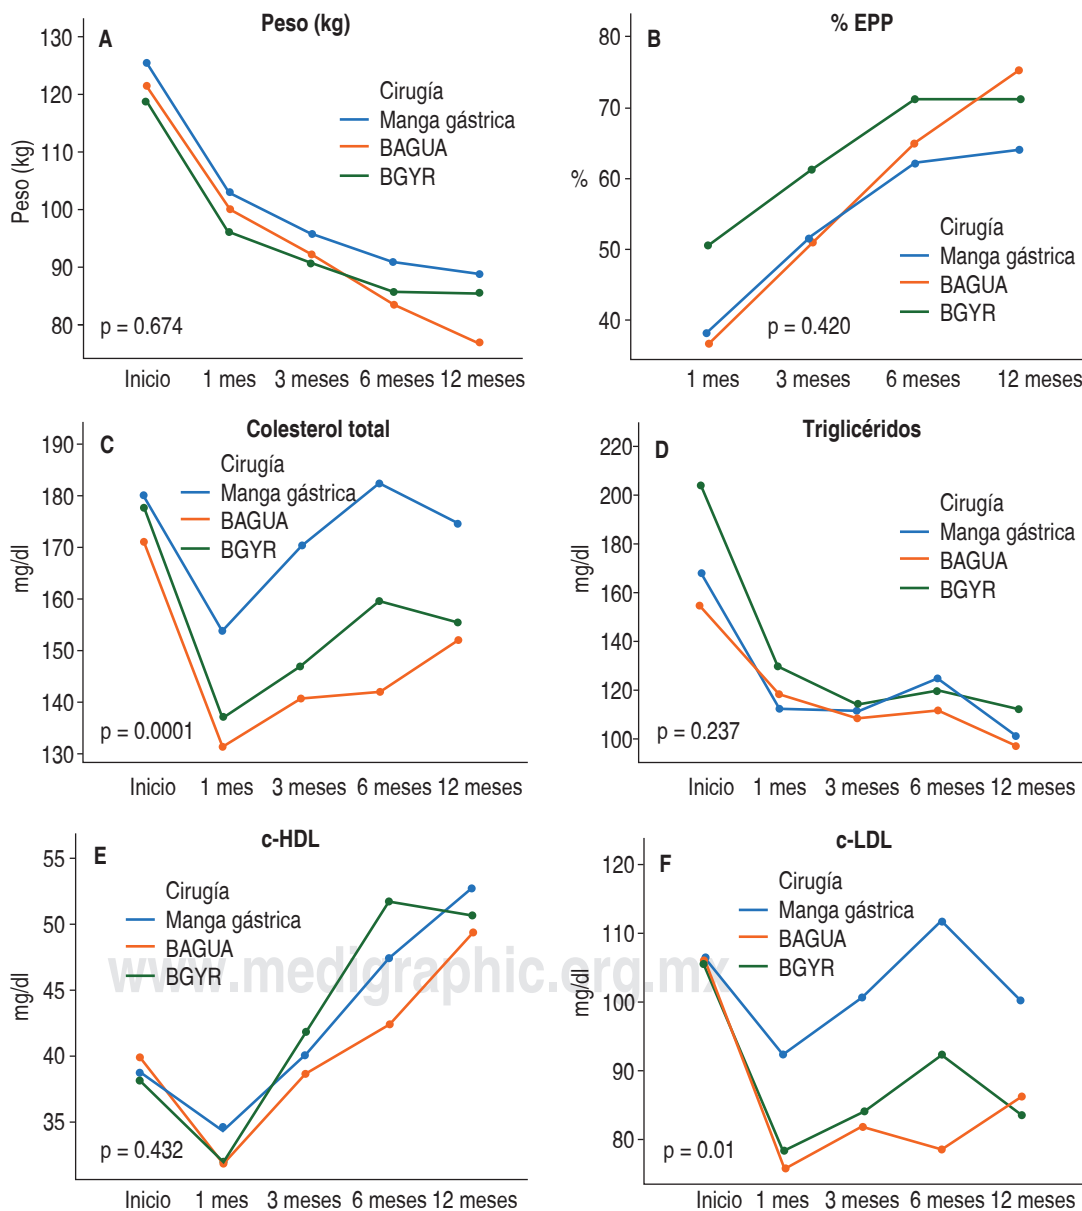 A
Peso (kg)
Peso (kg)
130
120
110
100
90
80
Cirugía
Manga gástrica
BAGUA
BGYR
p = 0.674
Inicio 1 mes 3 meses 6 meses 12 meses
B
% EPP
%
80
70
60
50
40
Cirugía
Manga gástrica
BAGUA
BGYR
p = 0.420
1 mes 3 meses 6 meses 12 meses
C
Colesterol total
mg/dl
190
180
170
160
150
140
130
Cirugía
Manga gástrica
BAGUA
BGYR
p = 0.0001
Inicio 1 mes 3 meses 6 meses 12 meses
D
Triglicéridos
mg/dl
220
200
180
160
140
120
100
Cirugía
Manga gástrica
BAGUA
BGYR
p = 0.237
Inicio 1 mes 3 meses 6 meses 12 meses
E
c-HDL
mg/dl
55
50
45
40
35
Cirugía
Manga gástrica
BAGUA
BGYR
p = 0.432
Inicio 1 mes 3 meses 6 meses 12 meses
F
c-LDL
mg/dl
120
110
100
90
80
Cirugía
Manga gástrica
BAGUA
BGYR
p = 0.01
Inicio 1 mes 3 meses 6 meses 12 meses
www.medigraphic.org.mx